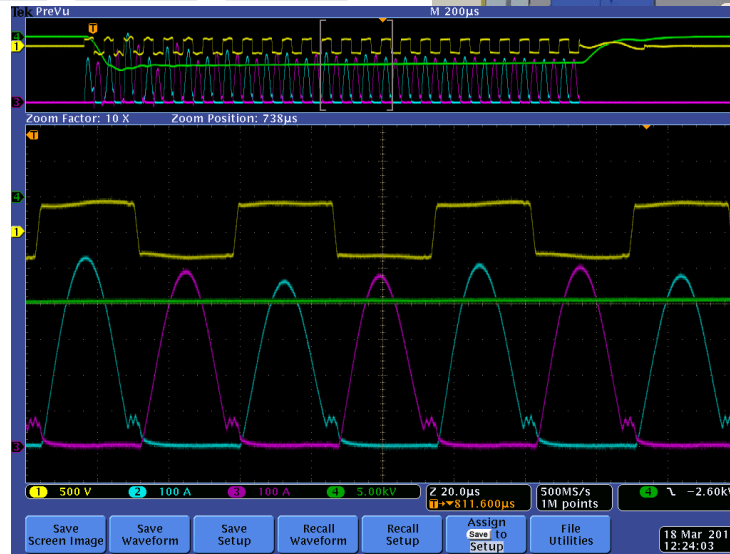 Tek PreVu M 200µs
4
T
1
3
Zoom Factor: 10 X Zoom Position: 738µs
T
4
1
3
1 500 V 2 100 A 3 100 A 4 5.00kV
Z 20.0µs
T→▾811.600µs
500MS/s
1M points
4 −2.60k
Save
Screen Image
Save
Waveform
Save
Setup
Recall
Waveform
Recall
Setup
Assign
Save to
Setup
File
Utilities
18 Mar 201
12:24:03